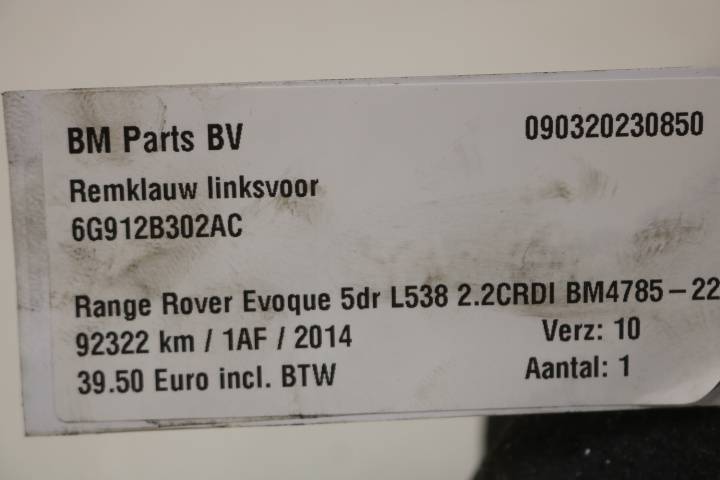 BM Parts BV 090320230850
Remklauw linksvoor
6G912B302AC
Range Rover Evoque 5dr L538 2.2CRDI BM4785-22
92322 km / 1AF / 2014 Verz: 10
39.50 Euro incl. BTW Aantal: 1